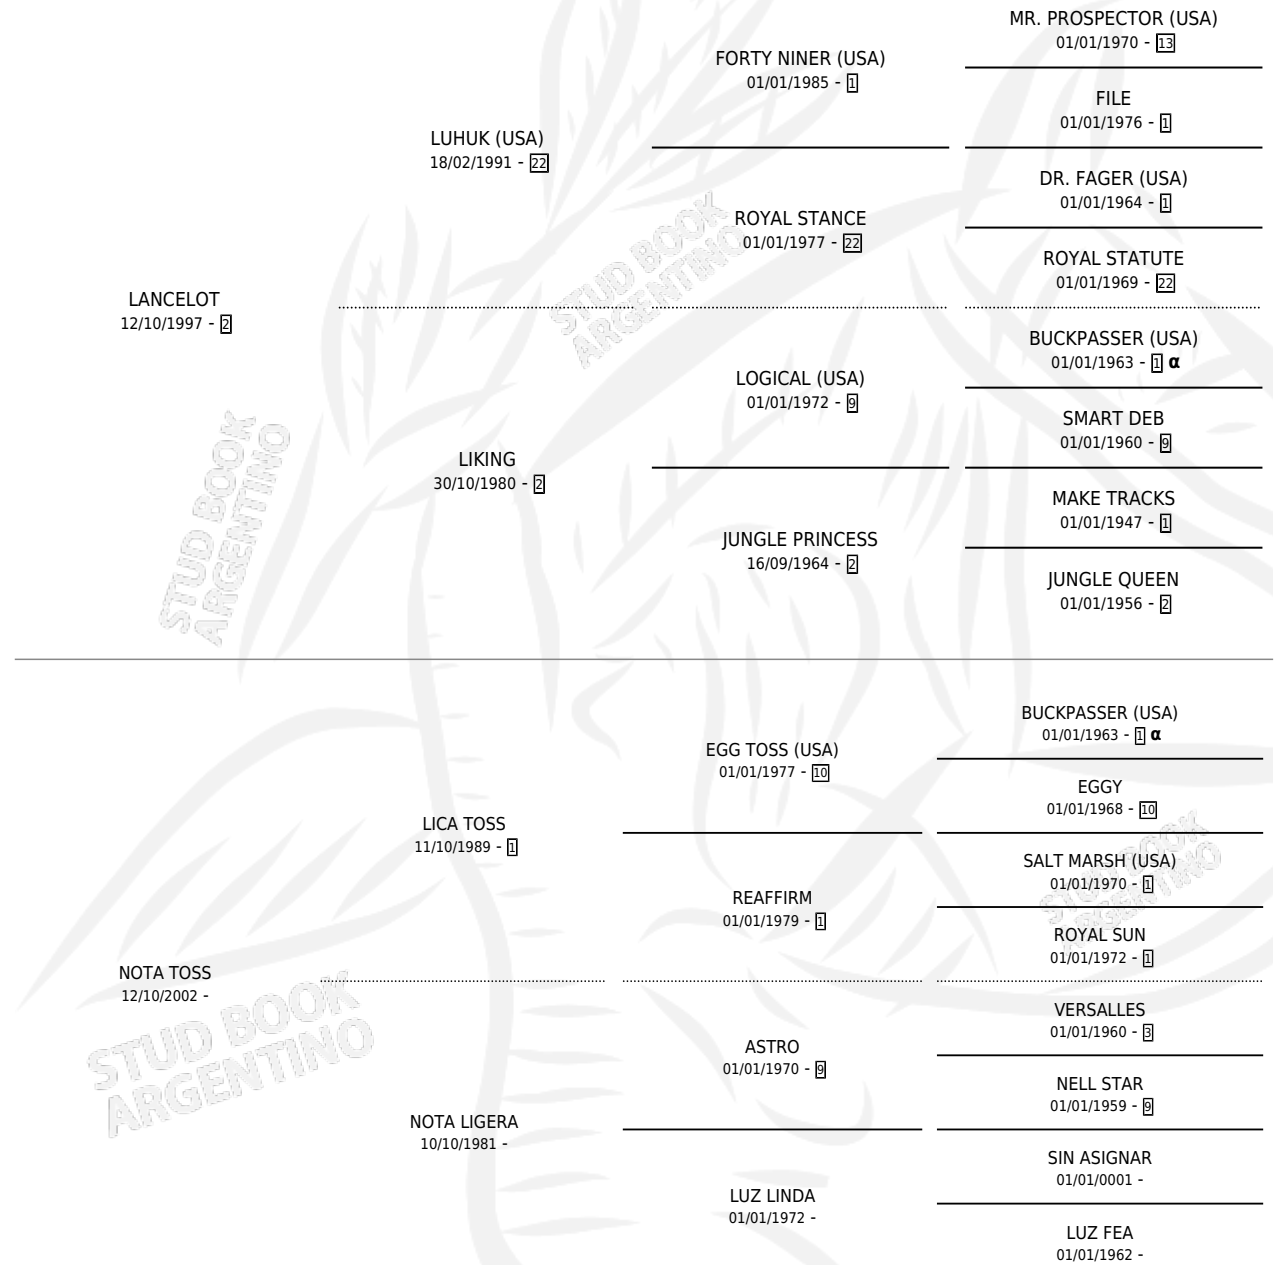 MR. PROSPECTOR (USA)
01/01/1970 - 13
FORTY NINER (USA)
01/01/1985 - 1
FILE
01/01/1976 - 1
LUHUK (USA)
18/02/1991 - 22
DR. FAGER (USA)
01/01/1964 - 1
ROYAL STANCE
01/01/1977 - 22
ROYAL STATUTE
01/01/1969 - 22
LANCELOT
12/10/1997 - 2
BUCKPASSER (USA)
01/01/1963 - 1 α
LOGICAL (USA)
01/01/1972 - 9
SMART DEB
01/01/1960 - 9
LIKING
30/10/1980 - 2
MAKE TRACKS
01/01/1947 - 1
JUNGLE PRINCESS
16/09/1964 - 2
JUNGLE QUEEN
01/01/1956 - 2
STUD BOOK
ARGENTINO
STUD BOOK
ARGENTINO
BUCKPASSER (USA)
01/01/1963 - 1 α
EGG TOSS (USA)
01/01/1977 - 10
EGGY
01/01/1968 - 10
LICA TOSS
11/10/1989 - 1
SALT MARSH (USA)
01/01/1970 - 1
REAFFIRM
01/01/1979 - 1
ROYAL SUN
01/01/1972 - 1
NOTA TOSS
12/10/2002 -
VERSALLES
01/01/1960 - 3
ASTRO
01/01/1970 - 9
NELL STAR
01/01/1959 - 9
NOTA LIGERA
10/10/1981 -
SIN ASIGNAR
01/01/0001 -
LUZ LINDA
01/01/1972 -
LUZ FEA
01/01/1962 -
STUD BOOK
ARGENTINO
STUD BOOK
ARGENTINO